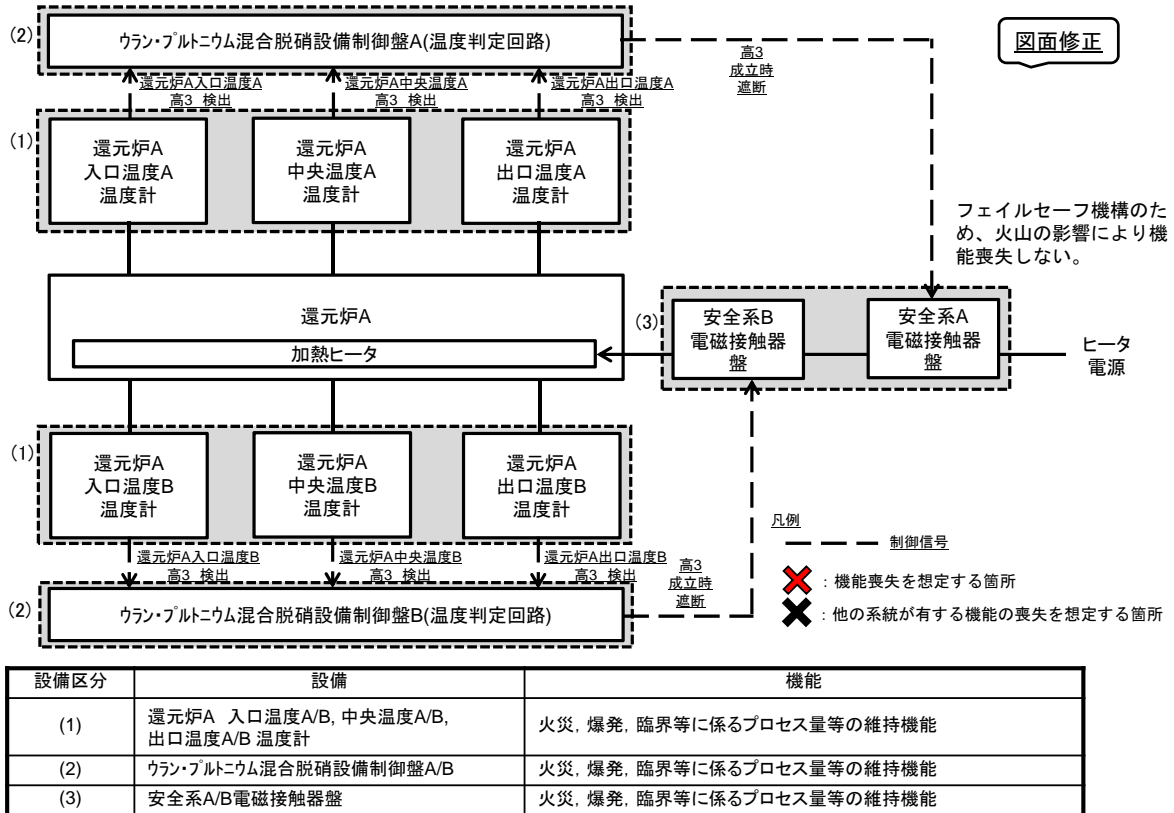 (2)
ウラン・プルトニウム混合脱硝設備制御盤A(温度判定回路)
高3
成立時
遮断
図面修正
還元炉A入口温度A
高3 検出
還元炉A中央温度A
高3 検出
還元炉A出口温度A
高3 検出
(1)
還元炉A
入口温度A
温度計
還元炉A
中央温度A
温度計
還元炉A
出口温度A
温度計
フェイルセーフ機構のた
め、火山の影響により機
能喪失しない。
還元炉A
加熱ヒータ
(3)
安全系B
電磁接触器
盤
安全系A
電磁接触器
盤
ヒータ
電源
(1)
還元炉A
入口温度B
温度計
還元炉A
中央温度B
温度計
還元炉A
出口温度B
温度計
還元炉A入口温度B
高3 検出
還元炉A中央温度B
高3 検出
還元炉A出口温度B
高3 検出
(2)
ウラン・プルトニウム混合脱硝設備制御盤B(温度判定回路)
高3
成立時
遮断
凡例
制御信号
：機能喪失を想定する箇所
：他の系統が有する機能の喪失を想定する箇所
設備区分 設備 機能
(1) 還元炉A 入口温度A/B, 中央温度A/B,
出口温度A/B 温度計 火災, 爆発, 臨界等に係るプロセス量等の維持機能
(2) ウラン・プルトニウム混合脱硝設備制御盤A/B 火災, 爆発, 臨界等に係るプロセス量等の維持機能
(3) 安全系A/B電磁接触器盤 火災, 爆発, 臨界等に係るプロセス量等の維持機能